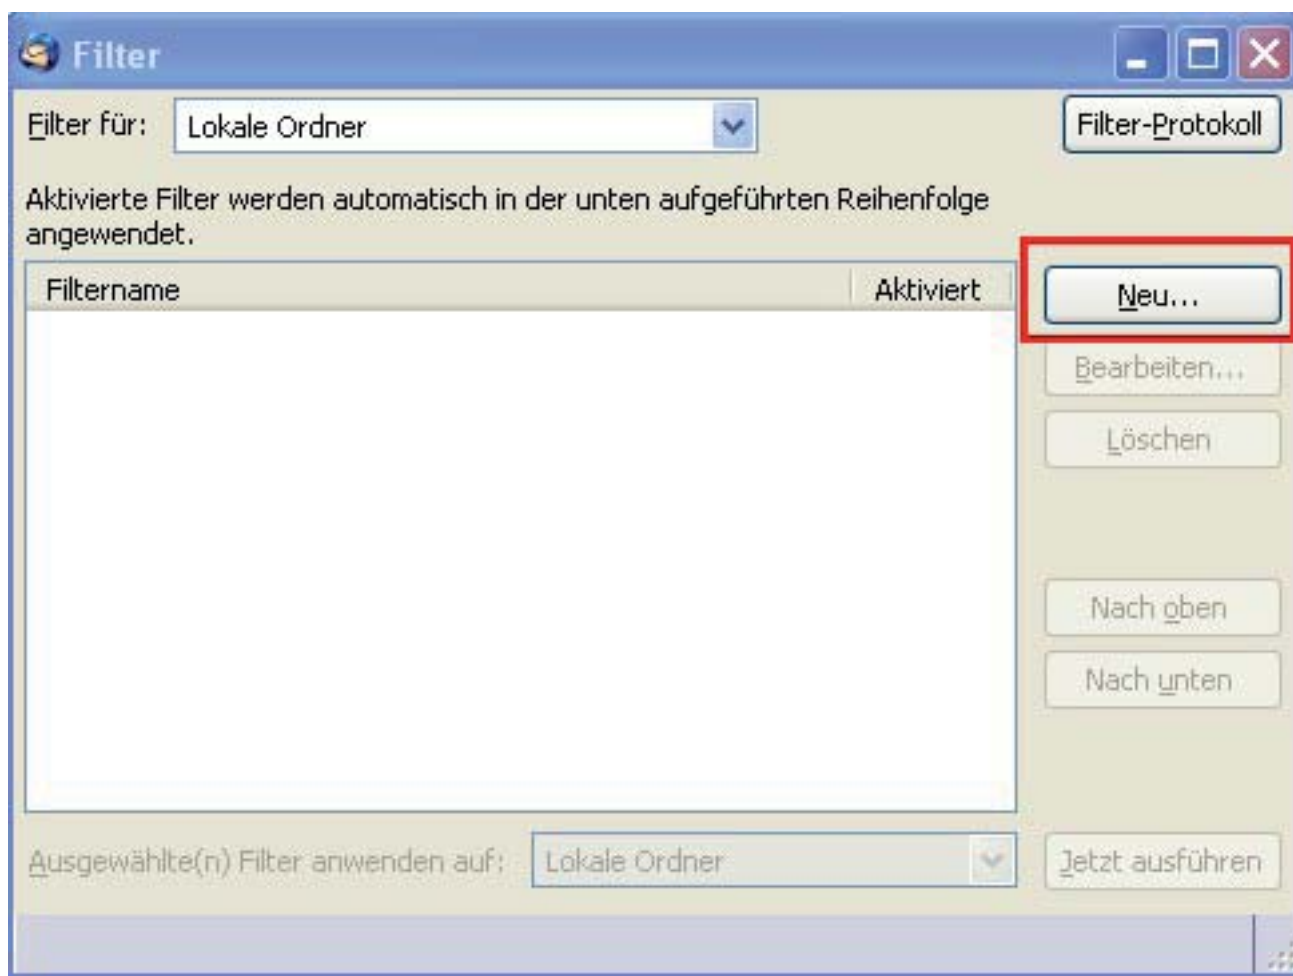 Filter
Filter für: Lokale Ordner Filter-Protokoll
Aktivierte Filter werden automatisch in der unten aufgeführten Reihenfolge
angewendet.
Filtername Aktiviert Neu...
Bearbeiten...
Löschen
Nach oben
Nach unten
Ausgewählte(n) Filter anwenden auf: Lokale Ordner Jetzt ausführen